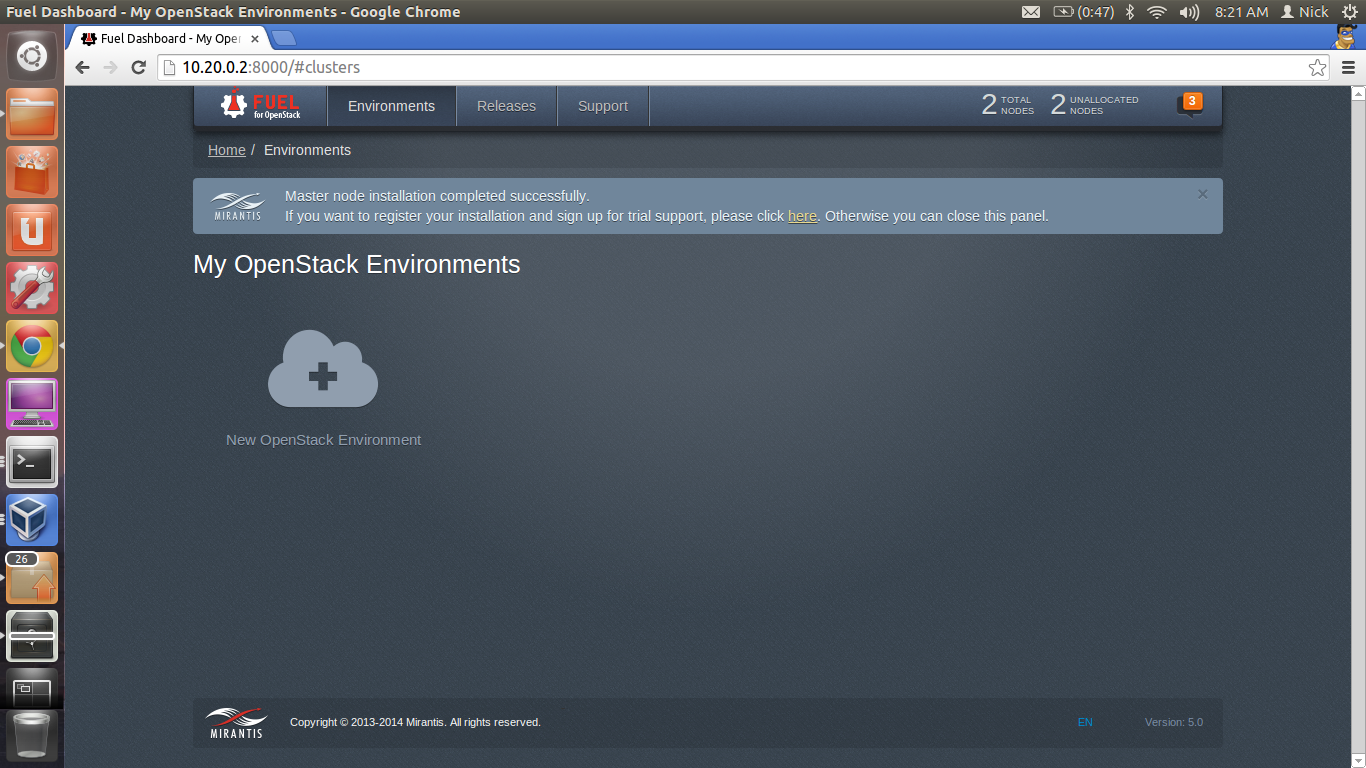 Fuel Dashboard - My OpenStack Environments - Google Chrome
(0:47) 8:21 AM Nick
Fuel Dashboard - My Oper
10.20.0.2:8000/#clusters
FUEL
for OpenStack
Environments
Releases
Support
2 TOTAL NODES
2 UNALLOCATED NODES
3
Home / Environments
MIRANTIS
Master node installation completed successfully.
If you want to register your installation and sign up for trial support, please click here. Otherwise you can close this panel.
My OpenStack Environments
New OpenStack Environment
26
MIRANTIS
Copyright © 2013-2014 Mirantis. All rights reserved.
EN
Version: 5.0